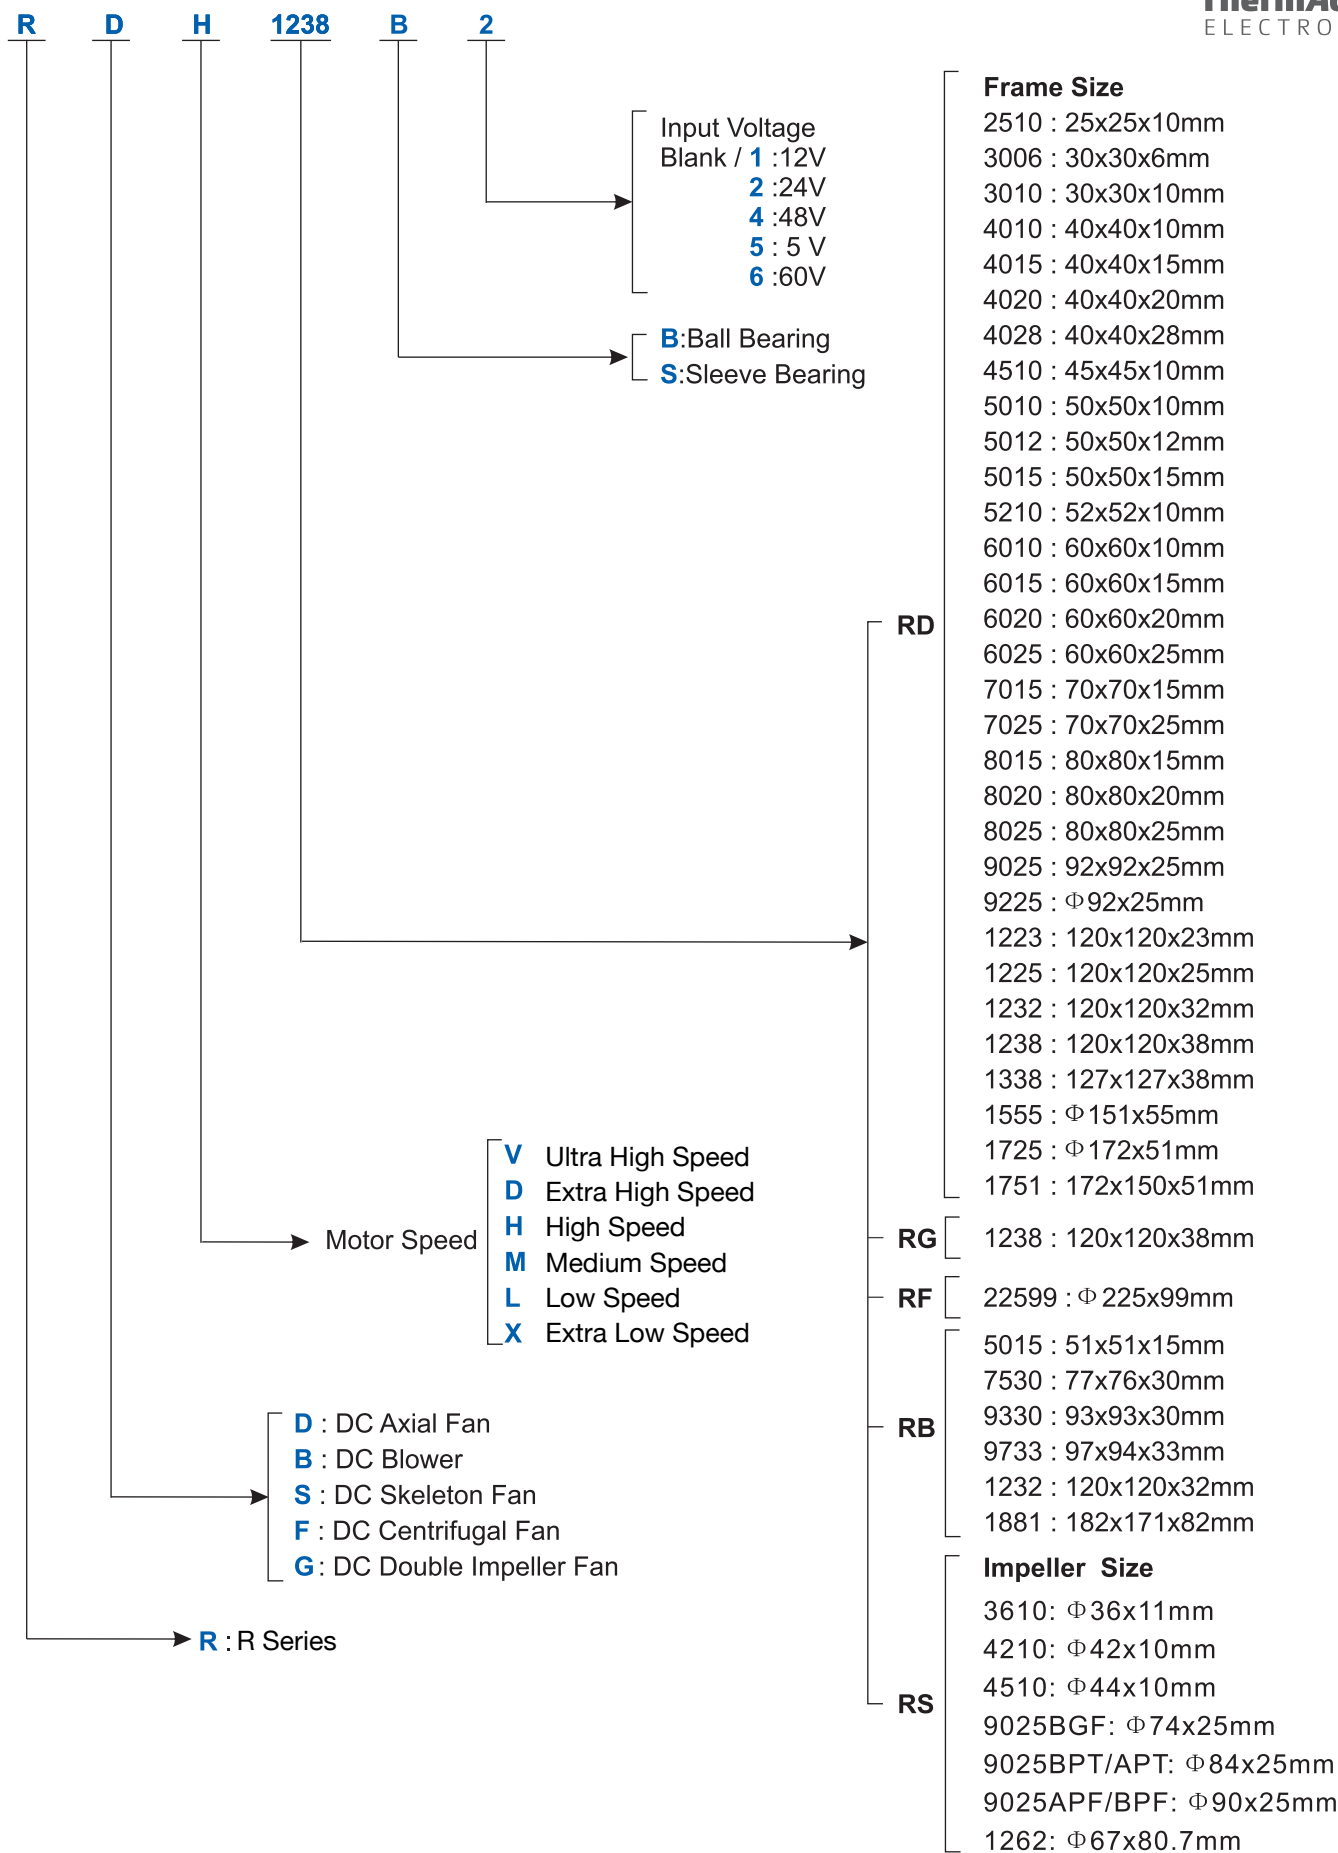 R D H 1238 B 2
ELECTRO
Input Voltage
Blank / 1 :12V
2 :24V
4 :48V
5 : 5 V
6 :60V
B:Ball Bearing
S:Sleeve Bearing
Motor Speed
V Ultra High Speed
D Extra High Speed
H High Speed
M Medium Speed
L Low Speed
X Extra Low Speed
D : DC Axial Fan
B : DC Blower
S : DC Skeleton Fan
F : DC Centrifugal Fan
G : DC Double Impeller Fan
R : R Series
RD
Frame Size
2510 : 25x25x10mm
3006 : 30x30x6mm
3010 : 30x30x10mm
4010 : 40x40x10mm
4015 : 40x40x15mm
4020 : 40x40x20mm
4028 : 40x40x28mm
4510 : 45x45x10mm
5010 : 50x50x10mm
5012 : 50x50x12mm
5015 : 50x50x15mm
5210 : 52x52x10mm
6010 : 60x60x10mm
6015 : 60x60x15mm
6020 : 60x60x20mm
6025 : 60x60x25mm
7015 : 70x70x15mm
7025 : 70x70x25mm
8015 : 80x80x15mm
8020 : 80x80x20mm
8025 : 80x80x25mm
9025 : 92x92x25mm
9225 : Φ92x25mm
1223 : 120x120x23mm
1225 : 120x120x25mm
1232 : 120x120x32mm
1238 : 120x120x38mm
1338 : 127x127x38mm
1555 : Φ151x55mm
1725 : Φ172x51mm
1751 : 172x150x51mm
RG
1238 : 120x120x38mm
RF
22599 : Φ 225x99mm
RB
5015 : 51x51x15mm
7530 : 77x76x30mm
9330 : 93x93x30mm
9733 : 97x94x33mm
1232 : 120x120x32mm
1881 : 182x171x82mm
RS
Impeller Size
3610: Φ36x11mm
4210: Φ42x10mm
4510: Φ44x10mm
9025BGF: Φ74x25mm
9025BPT/APT: Φ84x25mm
9025APF/BPF: Φ90x25mm
1262: Φ67x80.7mm